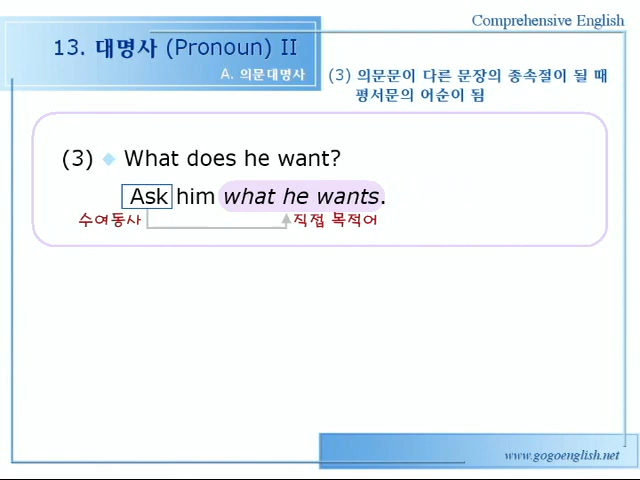 Comprehensive English
13. 대명사 (Pronoun) II
A. 의문대명사
(3) 의문문이 다른 문장의 종속절이 될 때
평서문의 어순이 됨
(3) ◆ What does he want?
Ask him what he wants.
수여동사 직접 목적어
www.gogoenglish.net